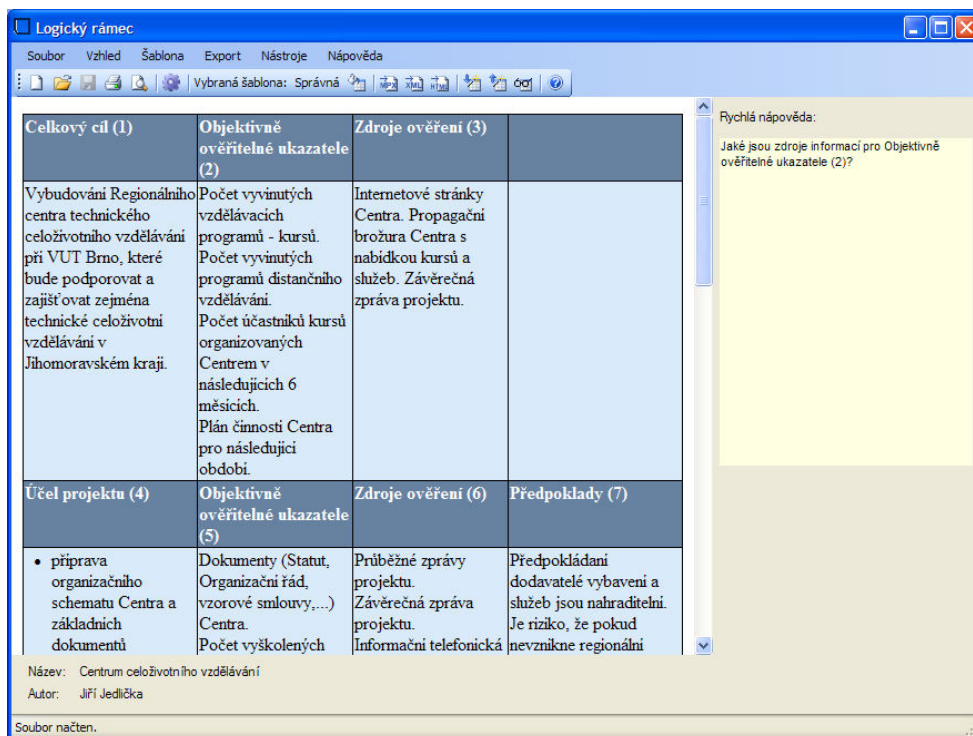 Logický rámec
Soubor Vzhled Šablona Export Nástroje Nápověda
Vybraná šablona: Správná MPX XML HTML
Celkový cíl (1)
Objektivně
ověřitelné ukazatele
(2)
Zdroje ověření (3)
Vybudování Regionálního
centra technického
celoživotního vzdělávání
při VUT Brno, které
bude podporovat a
zajišťovat zejména
technické celoživotní
vzdělávání v
Jihomoravském kraji.
Počet vyvinutých
vzdělávacích
programů - kursů.
Počet vyvinutých
programů distančního
vzdělávání.
Počet účastníků kursů
organizovaných
Centrem v
následujících 6
měsících.
Plán činnosti Centra
pro následující
období.
Internetové stránky
Centra. Propagační
brožura Centra s
nabídkou kursů a
služeb. Závěrečná
zpráva projektu.
Účel projektu (4)
Objektivně
ověřitelné ukazatele
(5)
Zdroje ověření (6)
Předpoklady (7)
• příprava
organizačního
schematu Centra a
základních
dokumentů
Dokumenty (Statut,
Organizační řád,
vzorové smlouvy,...)
Centra.
Počet vyškolených
Průběžné zprávy
projektu.
Závěrečná zpráva
projektu.
Informační telefonická
Předpokládaní
dodavatelé vybavení a
služeb jsou nahraditelní.
Je riziko, že pokud
nevznikne regionální
Rychlá nápověda:
Jaké jsou zdroje informací pro Objektivně
ověřitelné ukazatele (2)?
Název: Centrum celoživotního vzdělávání
Autor: Jiří Jedlička
Soubor načten.